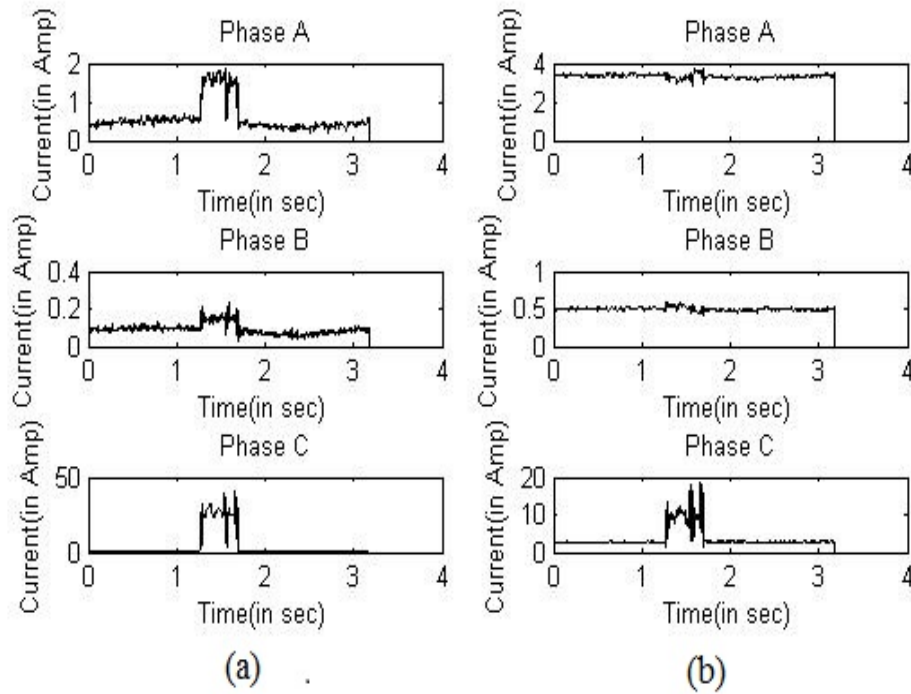 Phase A
Current(in Amp)
2
1
0
0 1 2 3 4
Time(in sec)
Phase B
Current(in Amp)
0.4
0.2
0
0 1 2 3 4
Time(in sec)
Phase C
Current(in Amp)
50
0
0 1 2 3 4
Time(in sec)
(a)
Phase A
Current(in Amp)
4
2
0
0 1 2 3 4
Time(in sec)
Phase B
Current(in Amp)
1
0.5
0
0 1 2 3 4
Time(in sec)
Phase C
Current(in Amp)
20
10
0
0 1 2 3 4
Time(in sec)
(b)